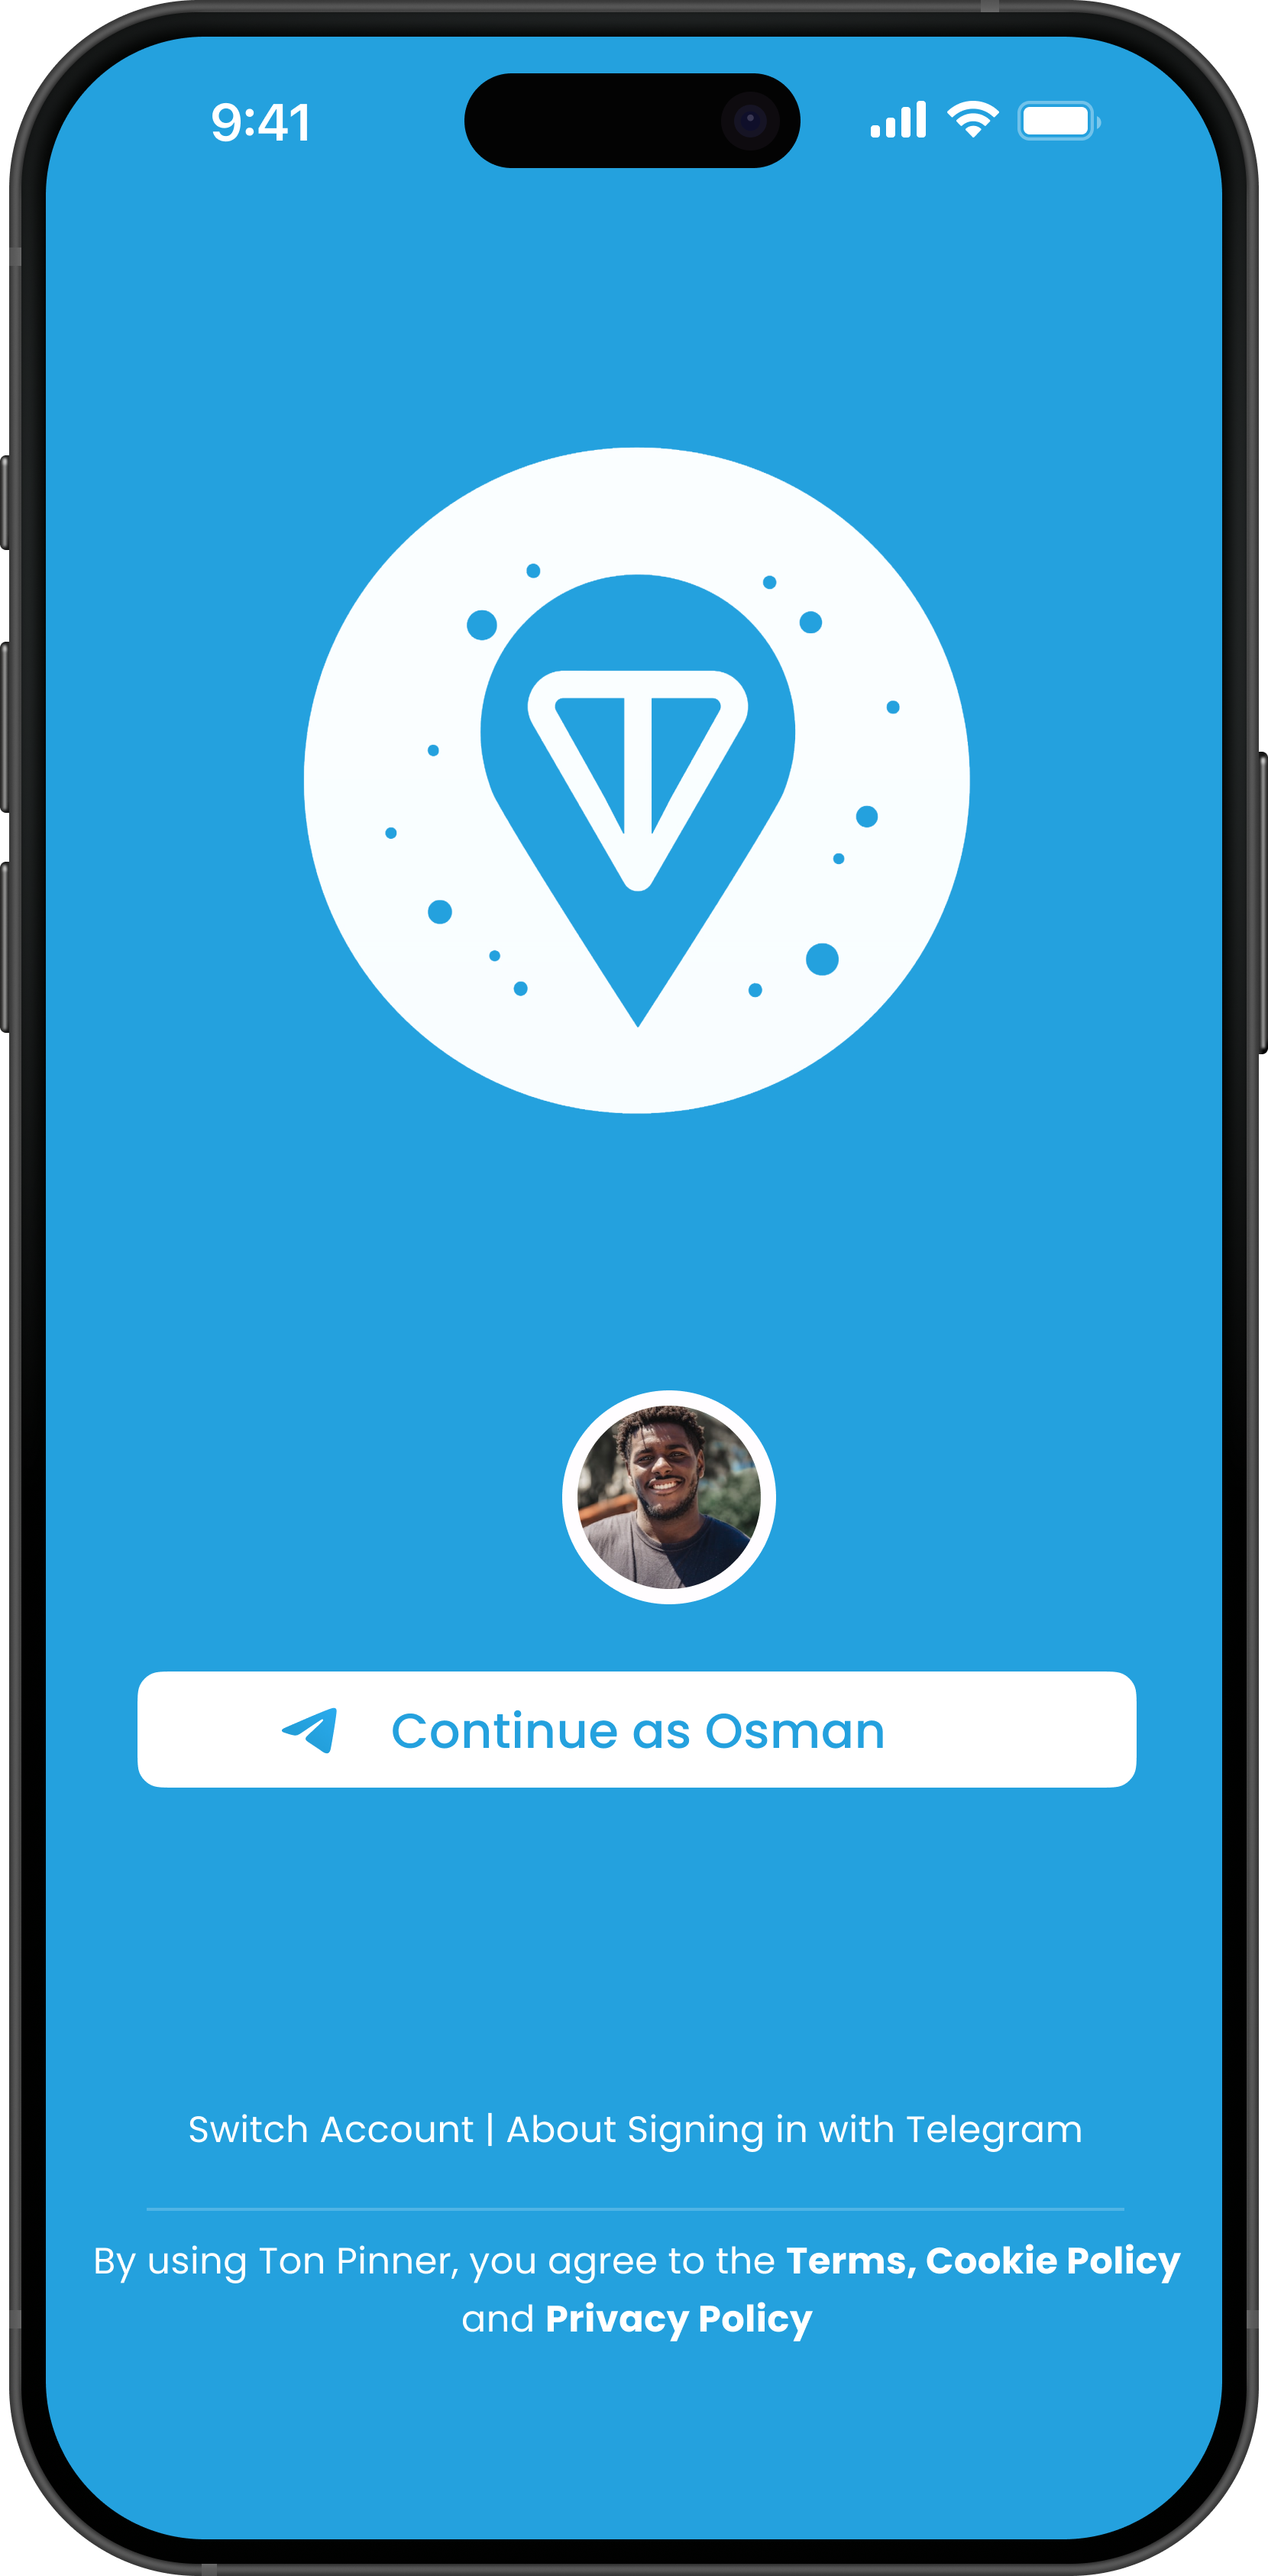 9:41
Continue as Osman
Switch Account | About Signing in with Telegram
By using Ton Pinner, you agree to the Terms, Cookie Policy
and Privacy Policy